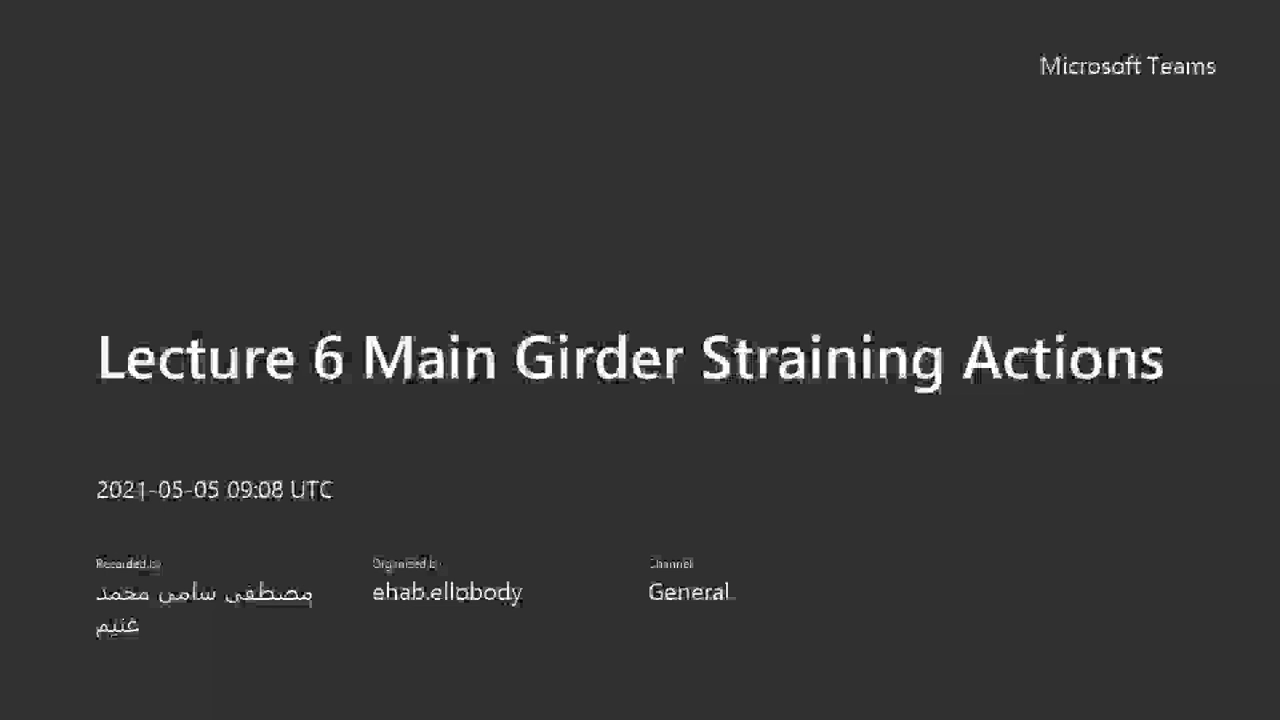 Microsoft Teams
Lecture 6 Main Girder Straining Actions
2021-05-05 09:08 UTC
Recorded by
Organized by
Channel
مصطفى سامى محمد
غنيم
ehab.ellobody
General